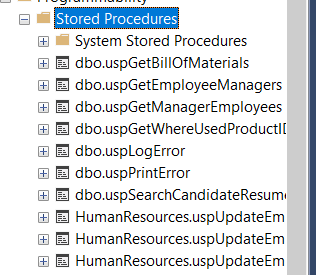 Programmability
Stored Procedures
System Stored Procedures
dbo.uspGetBillOfMaterials
dbo.uspGetEmployeeManagers
dbo.uspGetManagerEmployees
dbo.uspGetWhereUsedProductID
dbo.uspLogError
dbo.uspPrintError
dbo.uspSearchCandidateResume
HumanResources.uspUpdateEm
HumanResources.uspUpdateEm
HumanResources.uspUpdateEm